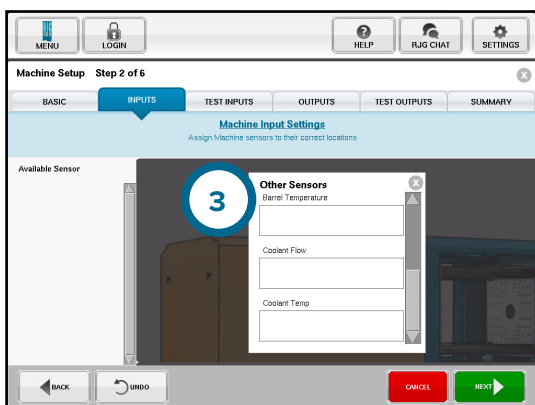 MENU
LOGIN
HELP
RJG CHAT
SETTINGS
Machine Setup Step 2 of 6
BASIC
INPUTS
TEST INPUTS
OUTPUTS
TEST OUTPUTS
SUMMARY
Machine Input Settings
Assign Machine sensors to their correct locations
Available Sensor
3
Other Sensors
Barrel Temperature
Coolant Flow
Coolant Temp
BACK
UNDO
CANCEL
NEXT